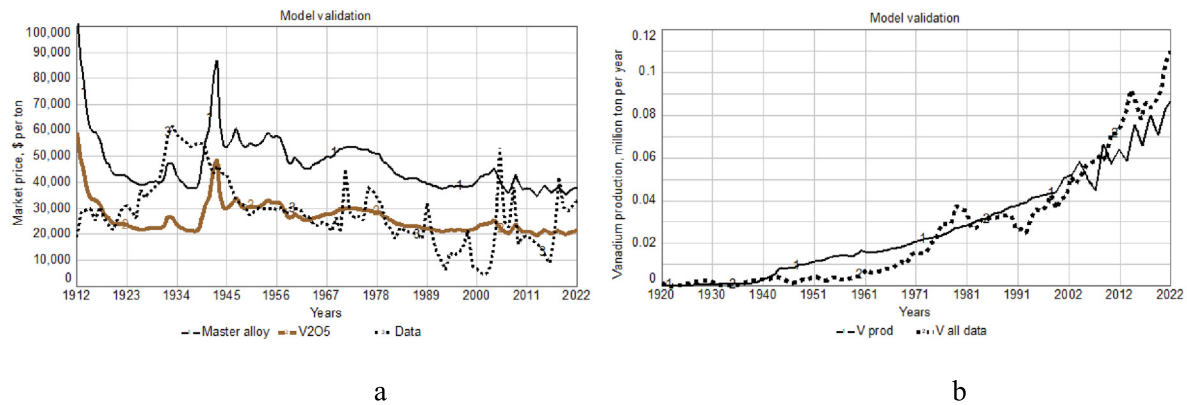 Model validation
Market price, $ per ton
100,000
90,000
80,000
70,000
60,000
50,000
40,000
30,000
20,000
10,000
0
1912 1923 1934 1945 1956 1967 1978 1989 2000 2011 2022
Years
1 Master alloy V2O5 Data
a
Model validation
Vanadium production, million ton per year
0.12
0.1
0.08
0.06
0.04
0.02
0
1920 1930 1940 1951 1961 1971 1981 1991 2002 2012 2022
Years
1 V prod 2 V all data
b